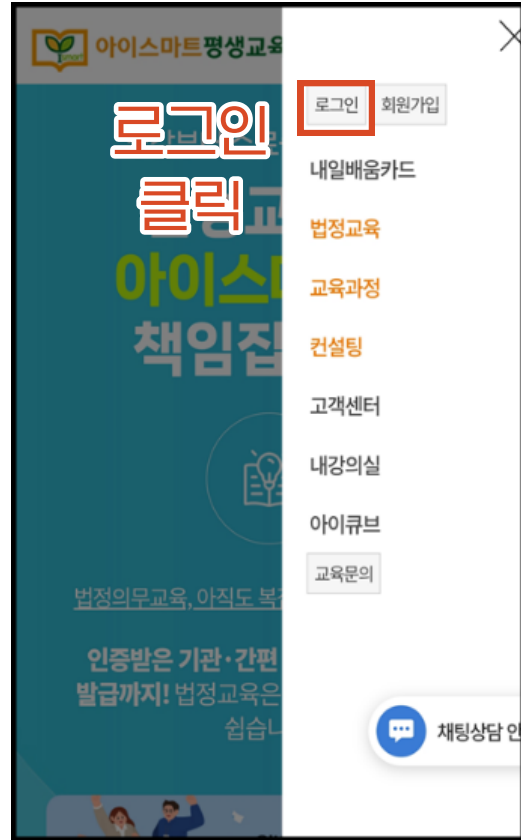 smart 아이스마트평생교육
로그인
클릭
아이스
책임집
법정의무교육, 아직도
인증받은 기관·간편
발급까지! 법정교육은
쉽습니
로그인 회원가입
내일배움카드
법정교육
교육과정
컨설팅
고객센터
내강의실
아이큐브
교육문의
채팅상담 안